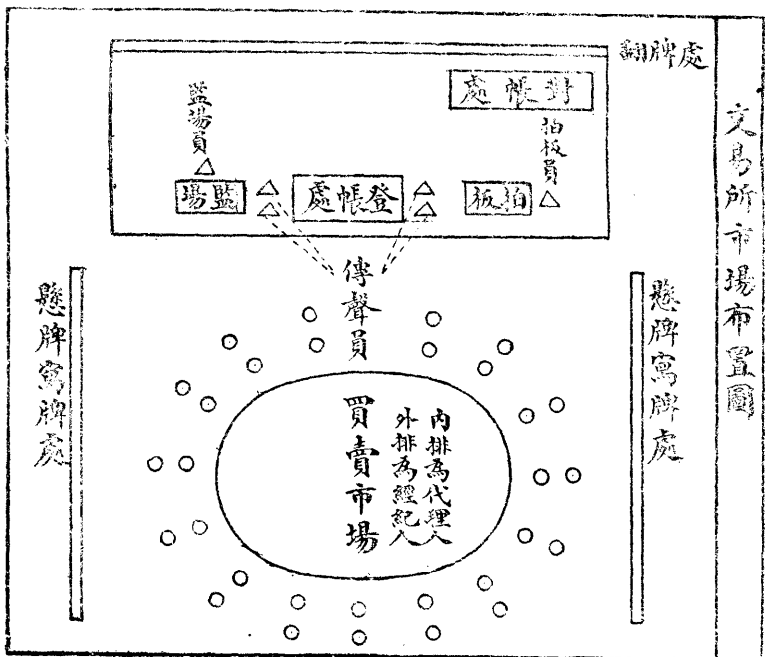 交易所市場布置圖
翻牌處
對帳處
拍板員
拍板
登帳處
監場員
監場
傳聲員
懸牌寫牌處
內排為代理人
外排為經紀人
買賣市場
懸牌寫牌处